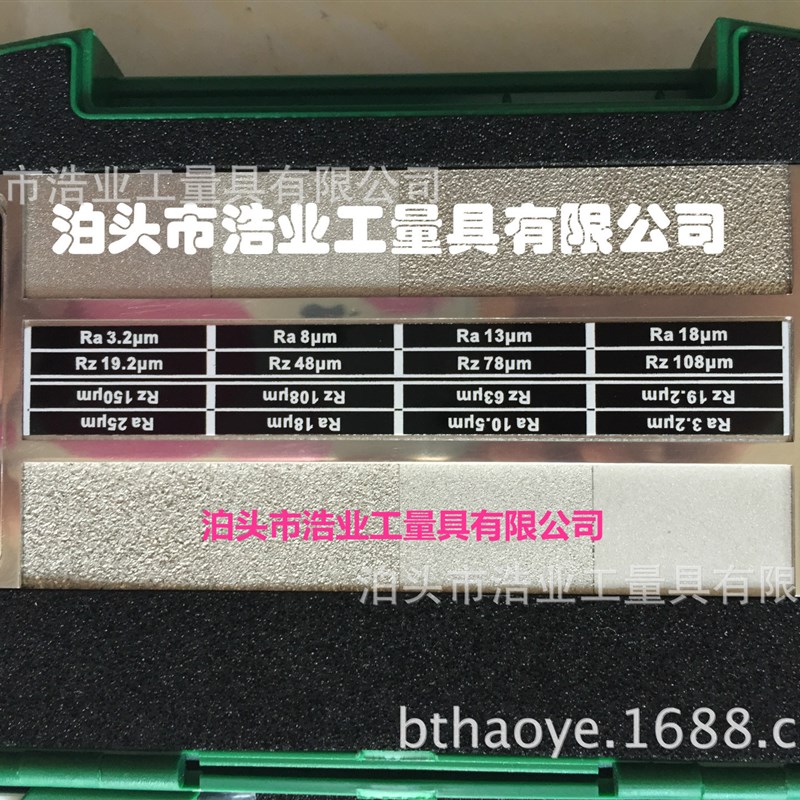 市浩业工量具有限公司
泊头市浩业工量具有限公司
Ra 3.2μm Ra 8μm Ra 13μm Ra 18μm
Rz 19.2μm Rz 48μm Rz 78μm Rz 108μm
Rz 150μm Rz 108μm Rz 63μm Rz 19.2μm
Ra 25μm Ra 18μm Ra 10.5μm Ra 3.2μm
泊头市浩业工量具有限公司
泊头市浩业工量具有限
bthaoye.1688.c